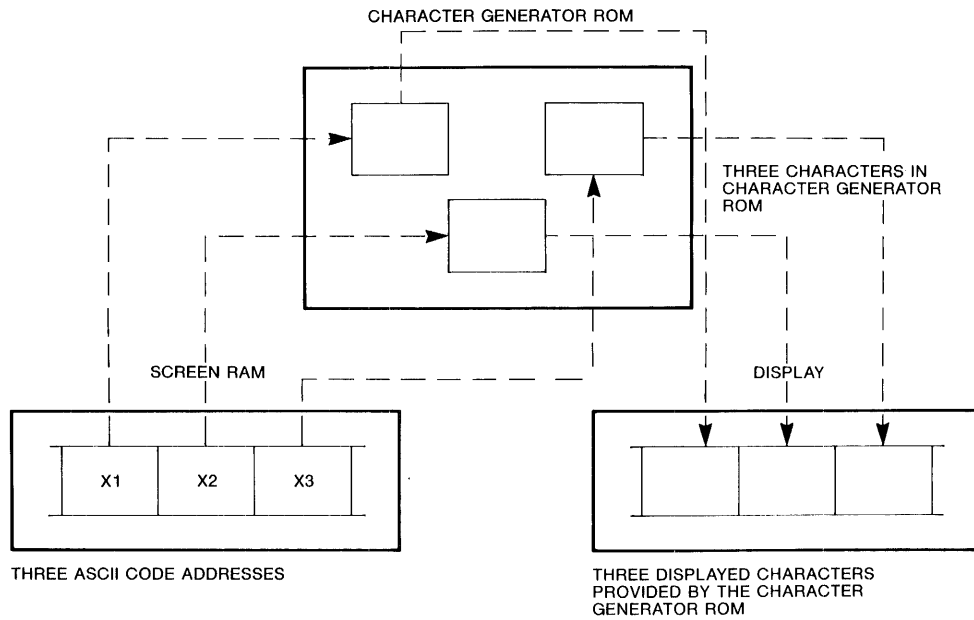 CHARACTER GENERATOR ROM
THREE CHARACTERS IN
CHARACTER GENERATOR
ROM
SCREEN RAM
DISPLAY
X1 X2 X3
THREE ASCII CODE ADDRESSES
THREE DISPLAYED CHARACTERS
PROVIDED BY THE CHARACTER
GENERATOR ROM